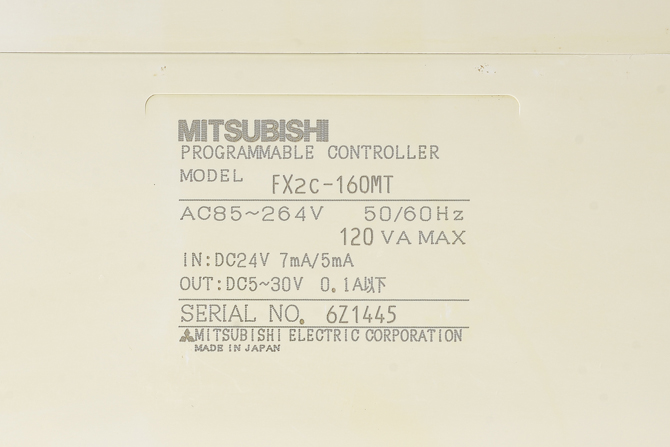 MITSUBISHI
PROGRAMMABLE CONTROLLER
MODEL FX2C-160MT
AC85~264V 50/60Hz
120 VA MAX
IN:DC24V 7mA/5mA
OUT:DC5~30V 0.1A以下
SERIAL NO. 6Z1445
MITSUBISHI ELECTRIC CORPORATION
MADE IN JAPAN